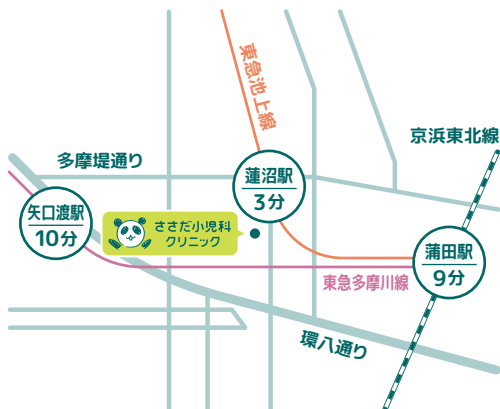 東急池上線
京浜東北線
多摩堤通り
蓮沼駅
3分
矢口渡駅
10分
ささだ小児科
クリニック
蒲田駅
9分
東急多摩川線
環八通り